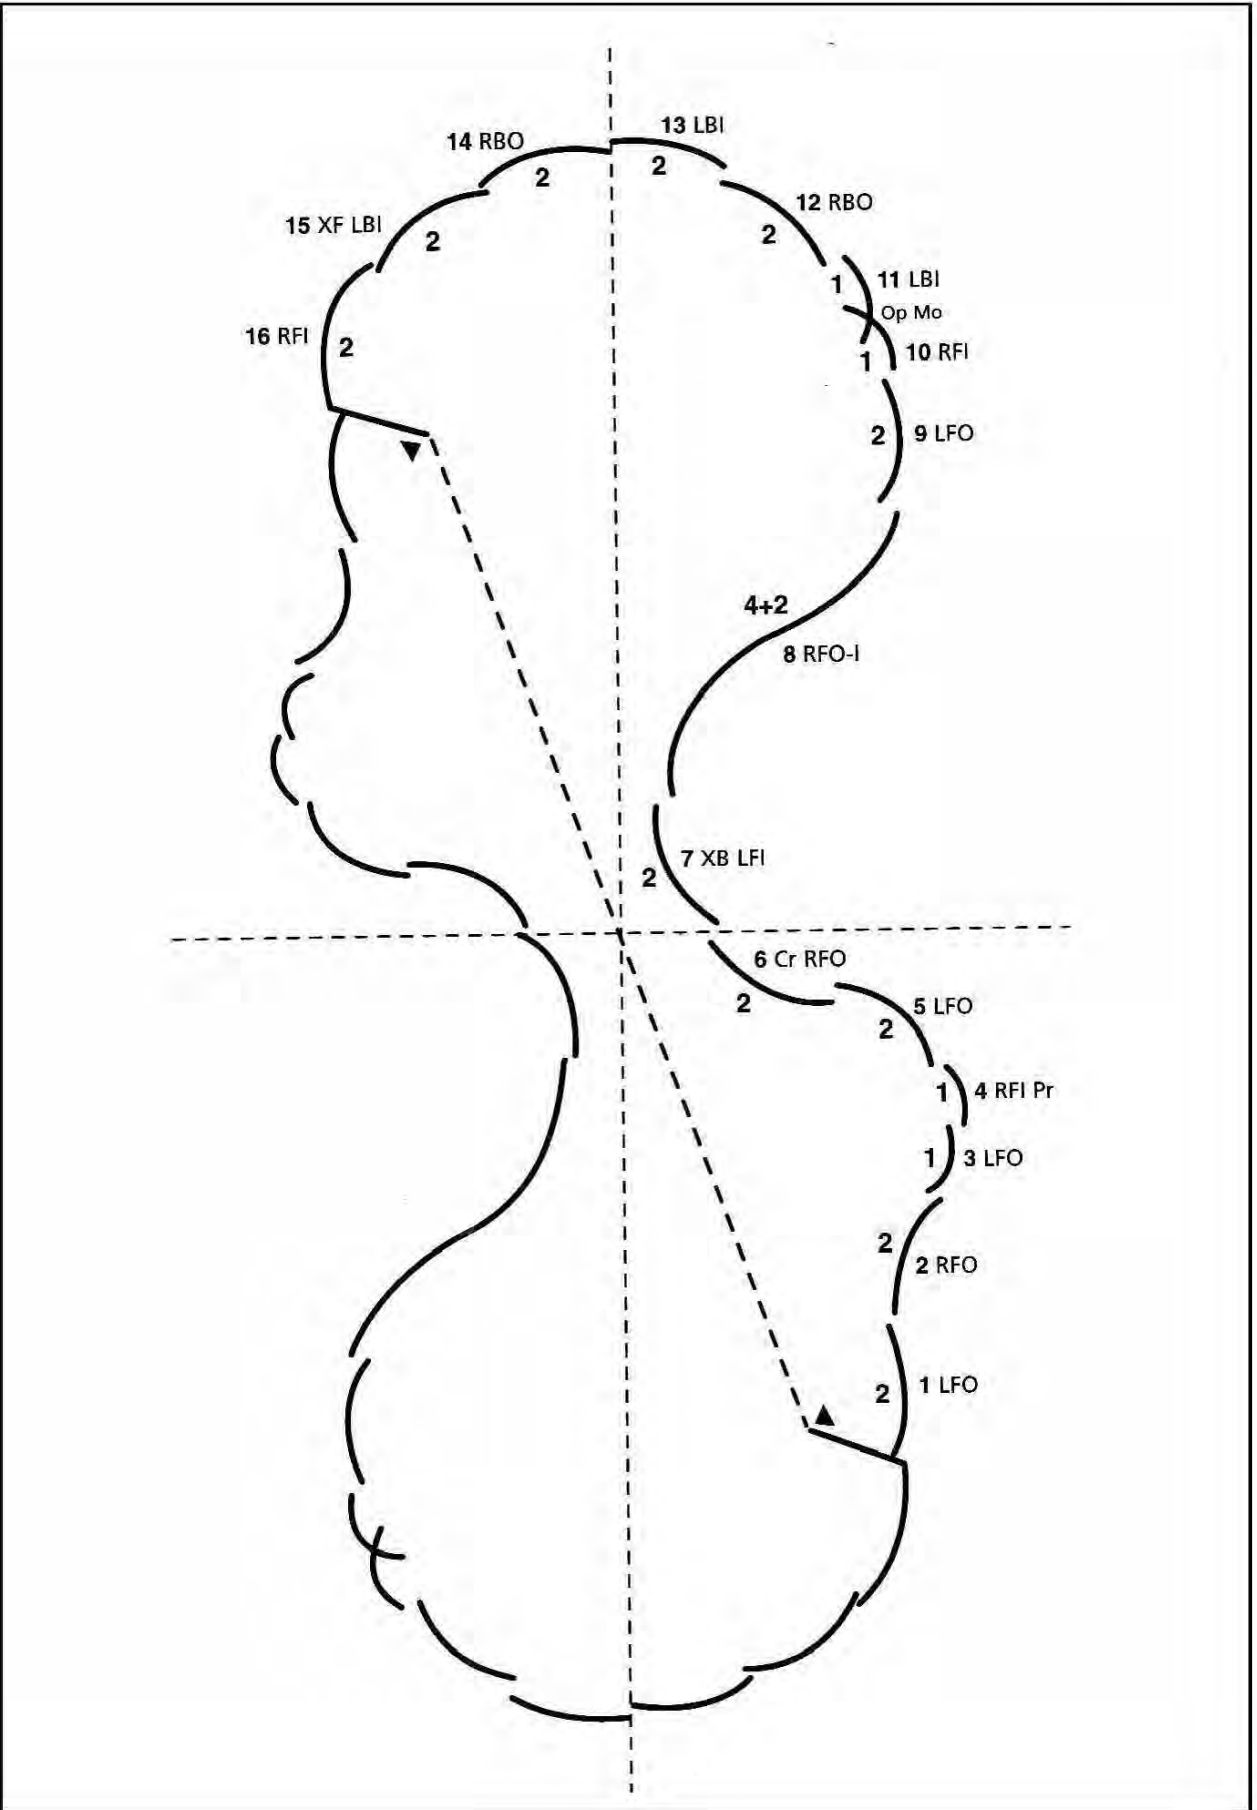 13 LBI
14 RBO
2
2
12 RBO
15 XF LBI
2
2
1
11 LBI
Op Mo
16 RFI
2
1
10 RFI
2
9 LFO
4+2
8 RFO-I
7 XB LFI
2
6 Cr RFO
2
5 LFO
2
1
4 RFI Pr
1
3 LFO
2
2 RFO
2
1 LFO